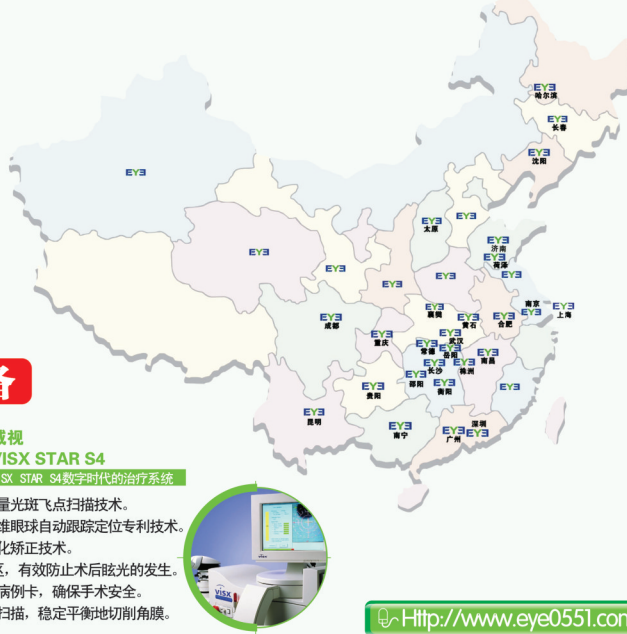 EYE
哈尔滨
EYE
长春
EYE
沈阳
EYE
EYE
太原
EYE
EYE
济南
EYE
菏泽
EYE
EYE
EYE
EYE
EYE
南京
EYE
EYE
上海
EYE
成都
EYE
重庆
EYE
襄樊
EYE
黄石
EYE
合肥
EYE
武汉
EYE
常德
EYE
岳阳
EYE
长沙
EYE
株洲
EYE
南昌
EYE
邵阳
EYE
衡阳
EYE
贵阳
EYE
EYE
昆明
EYE
南宁
EYE
广州
深圳
EYE
威视
VISX STAR S4
SX STAR S4数字时代的治疗系统
量光斑飞点扫描技术。
维眼球自动跟踪定位专利技术。
化矫正技术。
区，有效防止术后眩光的发生。
病例卡，确保手术安全。
扫描，稳定平衡地切削角膜。
VISX
Http://www.eye0551.com